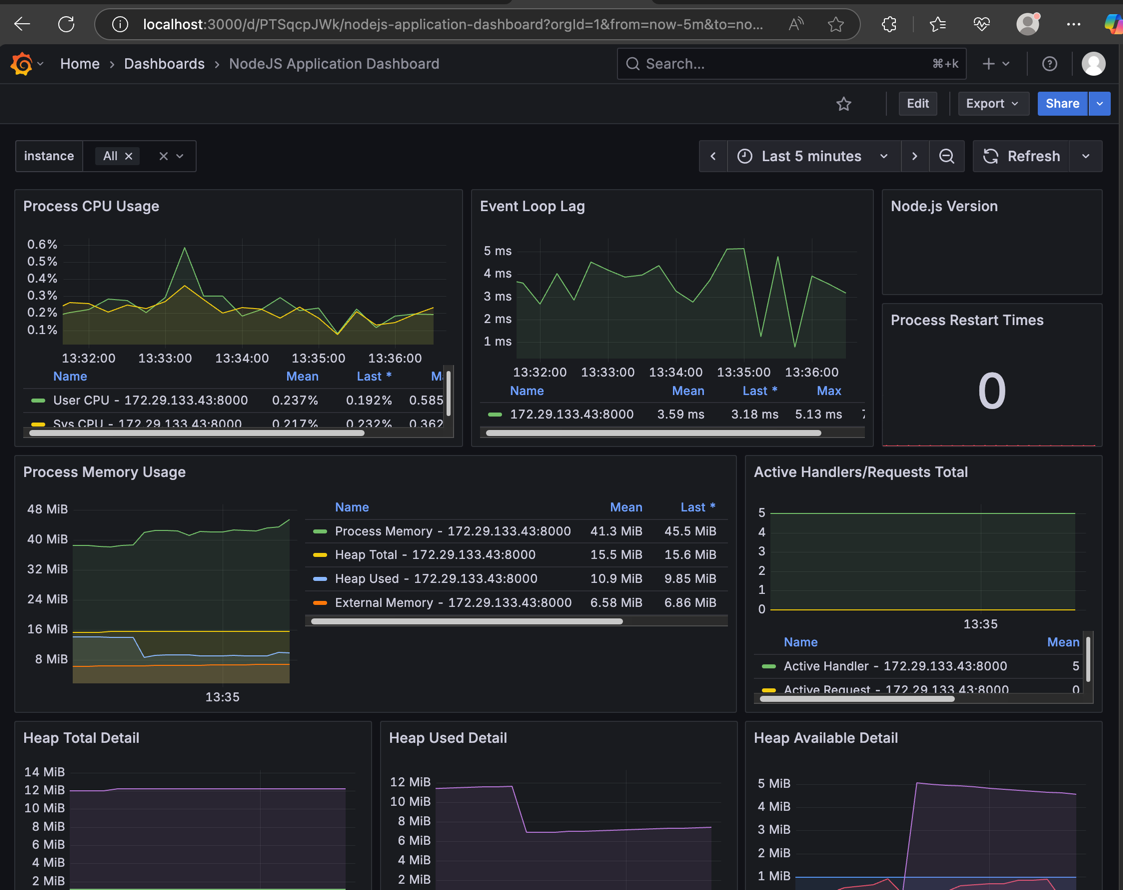 localhost:3000/d/PTSqcpJWk/nodejs-application-dashboard?orgId=1&from=now-5m&to=no...
Home › Dashboards › NodeJS Application Dashboard
Search... ⌘+k
Edit Export Share
instance All
Last 5 minutes Refresh
Process CPU Usage
0.6%
0.5%
0.4%
0.3%
0.2%
0.1%
13:32:00 13:33:00 13:34:00 13:35:00 13:36:00
Name Mean Last *
User CPU - 172.29.133.43:8000 0.237% 0.192% 0.585
Sys CPU - 172.29.133.43:8000 0.217% 0.232% 0.362
Event Loop Lag
5 ms
4 ms
3 ms
2 ms
1 ms
13:32:00 13:33:00 13:34:00 13:35:00 13:36:00
Name Mean Last * Max
172.29.133.43:8000 3.59 ms 3.18 ms 5.13 ms
Node.js Version
Process Restart Times
0
Process Memory Usage
48 MiB
40 MiB
32 MiB
24 MiB
16 MiB
8 MiB
13:35
Name Mean Last *
Process Memory - 172.29.133.43:8000 41.3 MiB 45.5 MiB
Heap Total - 172.29.133.43:8000 15.5 MiB 15.6 MiB
Heap Used - 172.29.133.43:8000 10.9 MiB 9.85 MiB
External Memory - 172.29.133.43:8000 6.58 MiB 6.86 MiB
Active Handlers/Requests Total
5
4
3
2
1
0
13:35
Name Mean
Active Handler - 172.29.133.43:8000 5
Active Request - 172.29.133.43:8000 0
Heap Total Detail
14 MiB
12 MiB
10 MiB
8 MiB
6 MiB
4 MiB
2 MiB
Heap Used Detail
12 MiB
10 MiB
8 MiB
6 MiB
4 MiB
2 MiB
Heap Available Detail
5 MiB
4 MiB
3 MiB
2 MiB
1 MiB